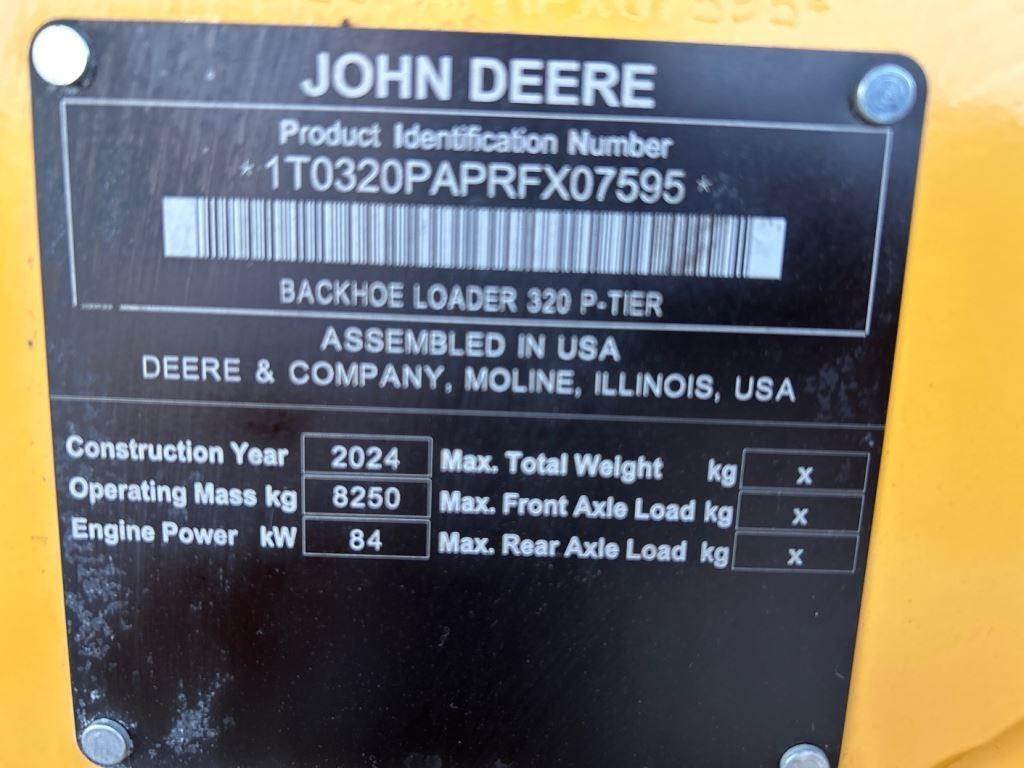 JOHN DEERE
Product Identification Number
*1T0320PAPRFX07595*
BACKHOE LOADER 320 P-TIER
ASSEMBLED IN USA
DEERE & COMPANY, MOLINE, ILLINOIS, USA
Construction Year 2024 Max. Total Weight kg x
Operating Mass kg 8250 Max. Front Axle Load kg x
Engine Power kW 84 Max. Rear Axle Load kg x